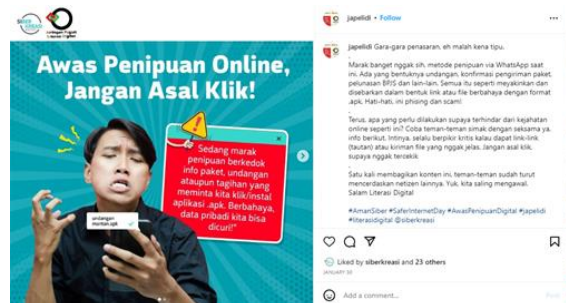 SIBER
KREASI
Jaringan Pegiat
Literasi Digital
Awas Penipuan Online,
Jangan Asal Klik!
Sedang marak
penipuan berkedok
info paket, undangan
ataupun tagihan yang
meminta kita klik/instal
aplikasi .apk. Berbahaya,
data pribadi kita bisa
dicuri!"
undangan
mantan.apk
japelidi • Follow
japelidi Gara-gara penasaran, eh malah kena tipu.
.
Marak banget nggak sih, metode penipuan via WhatsApp saat
ini. Ada yang bentuknya undangan, konfirmasi pengiriman paket,
pelunasan BPJS dan lain-lain. Semua itu seperti meyakinkan dan
disebarkan dalam bentuk link atau file berbahaya dengan format
.apk. Hati-hati, ini phising dan scam!
.
Terus, apa yang perlu dilakukan supaya terhindar dari kejahatan
online seperti ini? Coba teman-teman simak dengan seksama ya,
info berikut. Intinya, selalu berpikir kritis kalau dapat link-link
(tautan) atau kiriman file yang nggak jelas. Jangan asal klik,
supaya nggak tercekik
.
Satu kali membagikan konten ini, teman-teman sudah turut
mencerdaskan netizen lainnya. Yuk, kita saling mengawal.
Salam Literasi Digital
.
#AmanSiber #SaferInternetDay #AwasPenipuanDigital #japelidi
#literasidigital @siberkreasi
Liked by siberkreasi and 23 others
JANUARY 30
Add a comment...
Post